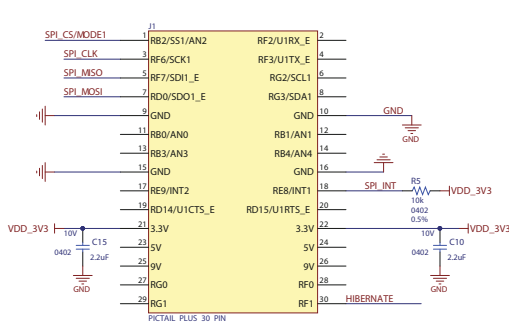 J1
SPI_CS/MODE1 1 RB2/SS1/AN2 RF2/U1RX_E 2
SPI_CLK 3 RF6/SCK1 RF3/U1TX_E 4
SPI_MISO 5 RF7/SDI1_E RG2/SCL1 6
SPI_MOSI 7 RD0/SDO1_E RG3/SDA1 8
9 GND GND 10 GND
GND
11 RB0/AN0 RB1/AN1 12
13 RB3/AN3 RB4/AN4 14
15 GND GND 16
17 RE9/INT2 RE8/INT1 18 SPI_INT R5 VDD_3V3
10k
0402
0.5%
19 RD14/U1CTS_E RD15/U1RTS_E 20
VDD_3V3 21 3.3V 3.3V 22 VDD_3V3
10V C15 10V C10
0402 2.2uF 0402 2.2uF
23 5V 5V 24
25 9V 9V 26
GND GND
27 RG0 RF0 28
29 RG1 RF1 30 HIBERNATE
PICTAIL PLUS 30 PIN